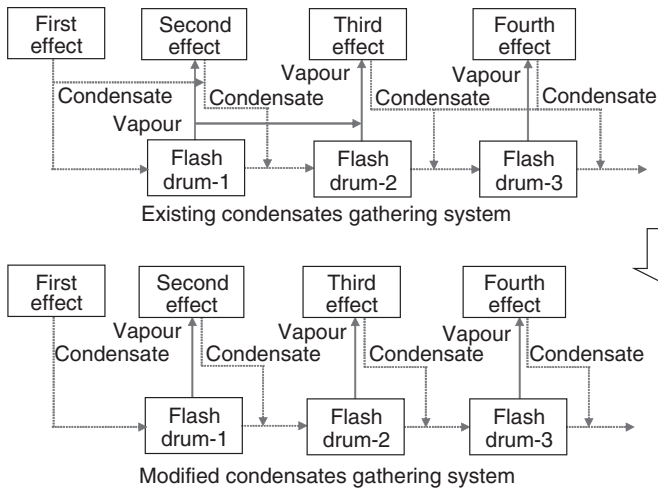 First effect
Second effect
Third effect
Fourth effect
Vapour
Vapour
Condensate
Condensate
Condensate
Condensate
Vapour
Flash drum-1
Flash drum-2
Flash drum-3
Existing condensates gathering system
First effect
Second effect
Third effect
Fourth effect
Vapour
Vapour
Vapour
Condensate
Condensate
Condensate
Condensate
Flash drum-1
Flash drum-2
Flash drum-3
Modified condensates gathering system